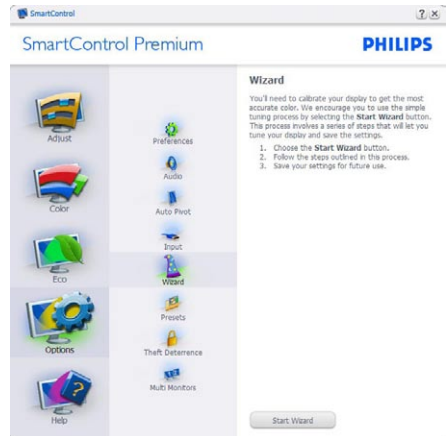 SmartControl
? ×
SmartControl Premium
PHILIPS
Adjust
Color
Eco
Options
Help
Preferences
Audio
Auto Pivot
Input
Wizard
Presets
Theft Deterrence
Multi Monitors
Wizard
You'll need to calibrate your display to get the most
accurate color. We encourage you to use the simple
tuning process by selecting the Start Wizard button.
This process involves a series of steps that will let you
tune your display and save the settings.
1. Choose the Start Wizard button.
2. Follow the steps outlined in this process.
3. Save your settings for future use.
Start Wizard